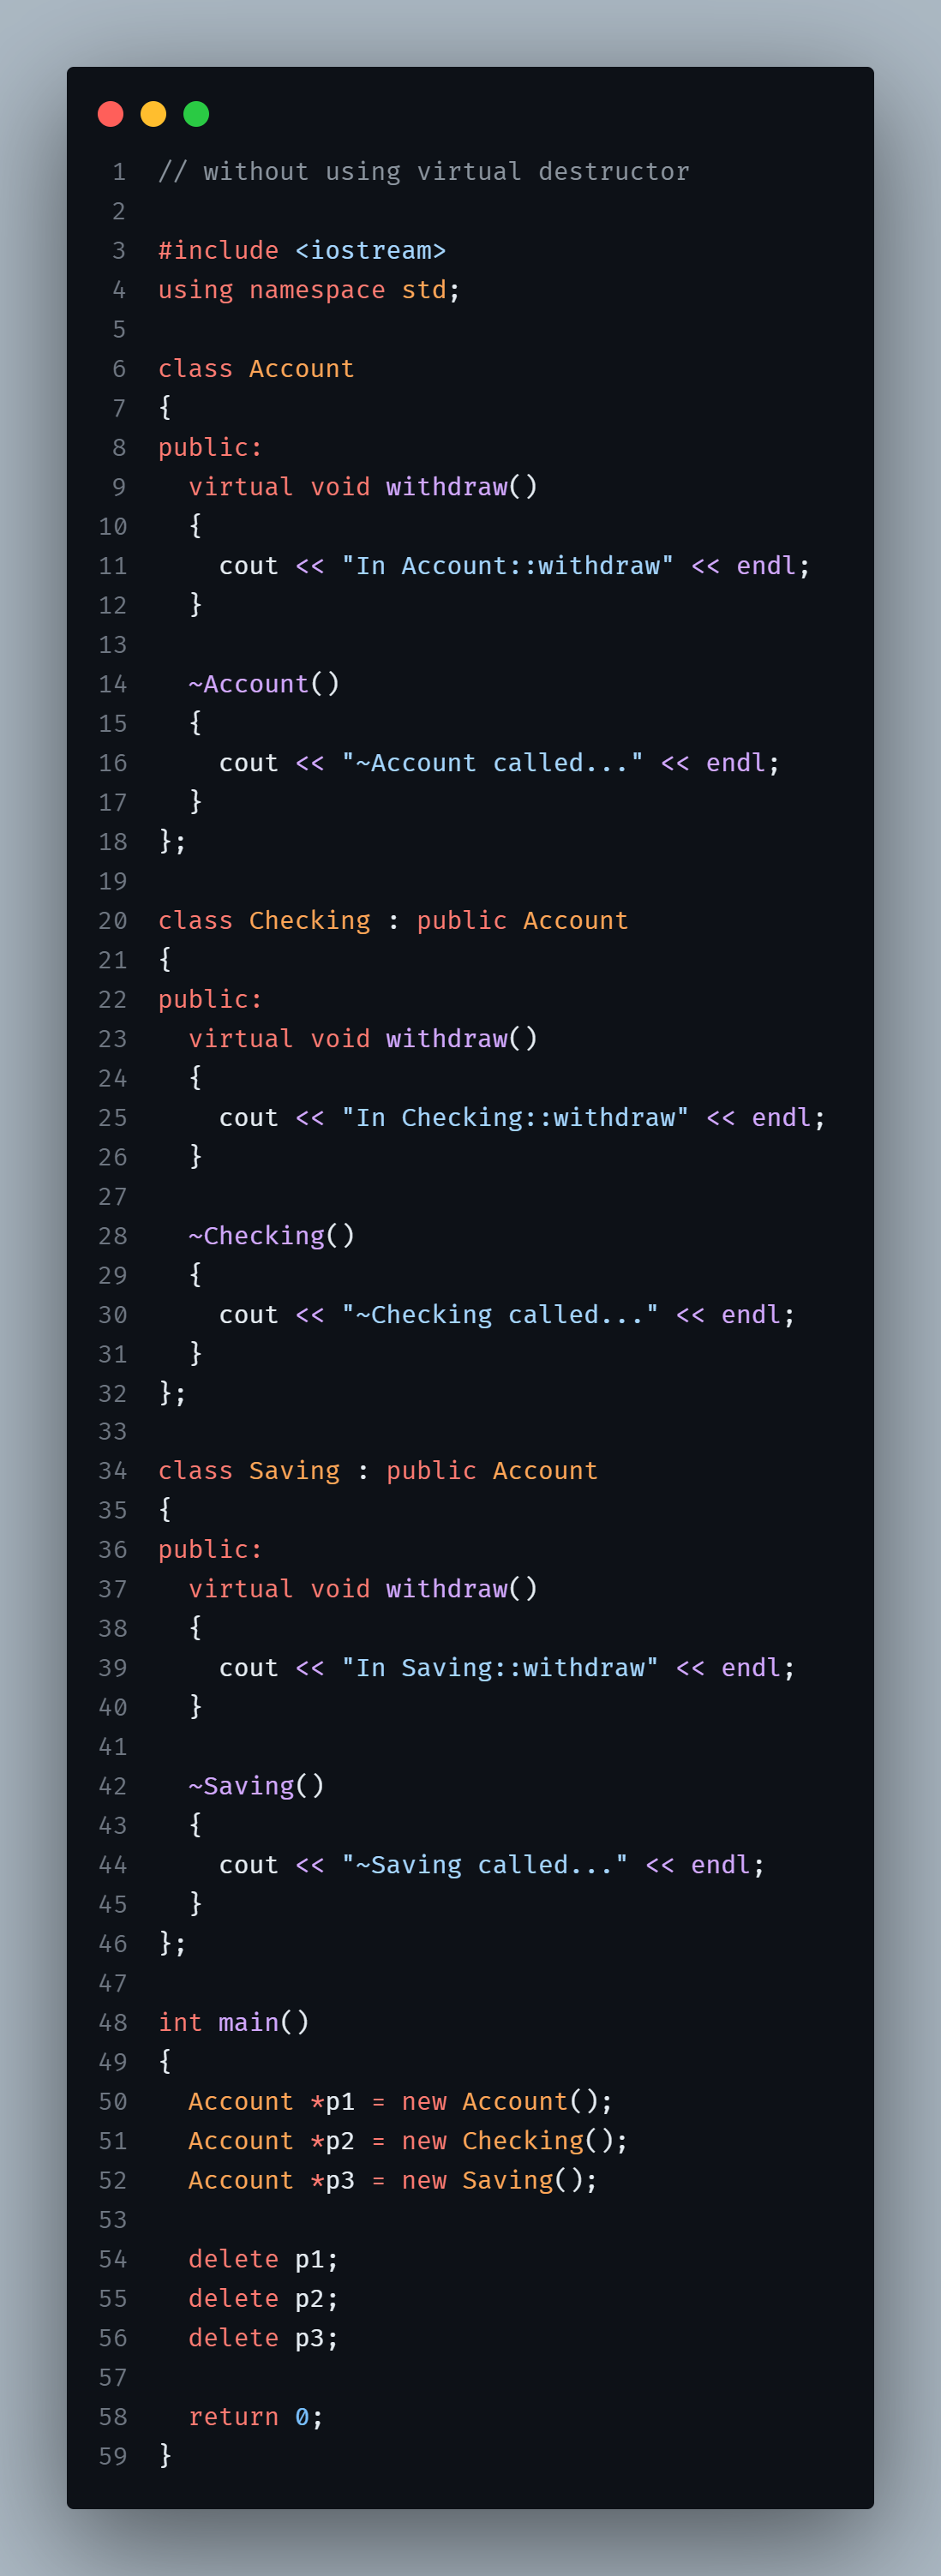 1 // without using virtual destructor
2
3 #include <iostream>
4 using namespace std;
5
6 class Account
7 {
8 public:
9   virtual void withdraw()
10   {
11     cout << "In Account::withdraw" << endl;
12   }
13
14   ~Account()
15   {
16     cout << "~Account called..." << endl;
17   }
18 };
19
20 class Checking : public Account
21 {
22 public:
23   virtual void withdraw()
24   {
25     cout << "In Checking::withdraw" << endl;
26   }
27
28   ~Checking()
29   {
30     cout << "~Checking called..." << endl;
31   }
32 };
33
34 class Saving : public Account
35 {
36 public:
37   virtual void withdraw()
38   {
39     cout << "In Saving::withdraw" << endl;
40   }
41
42   ~Saving()
43   {
44     cout << "~Saving called..." << endl;
45   }
46 };
47
48 int main()
49 {
50   Account *p1 = new Account();
51   Account *p2 = new Checking();
52   Account *p3 = new Saving();
53
54   delete p1;
55   delete p2;
56   delete p3;
57
58   return 0;
59 }